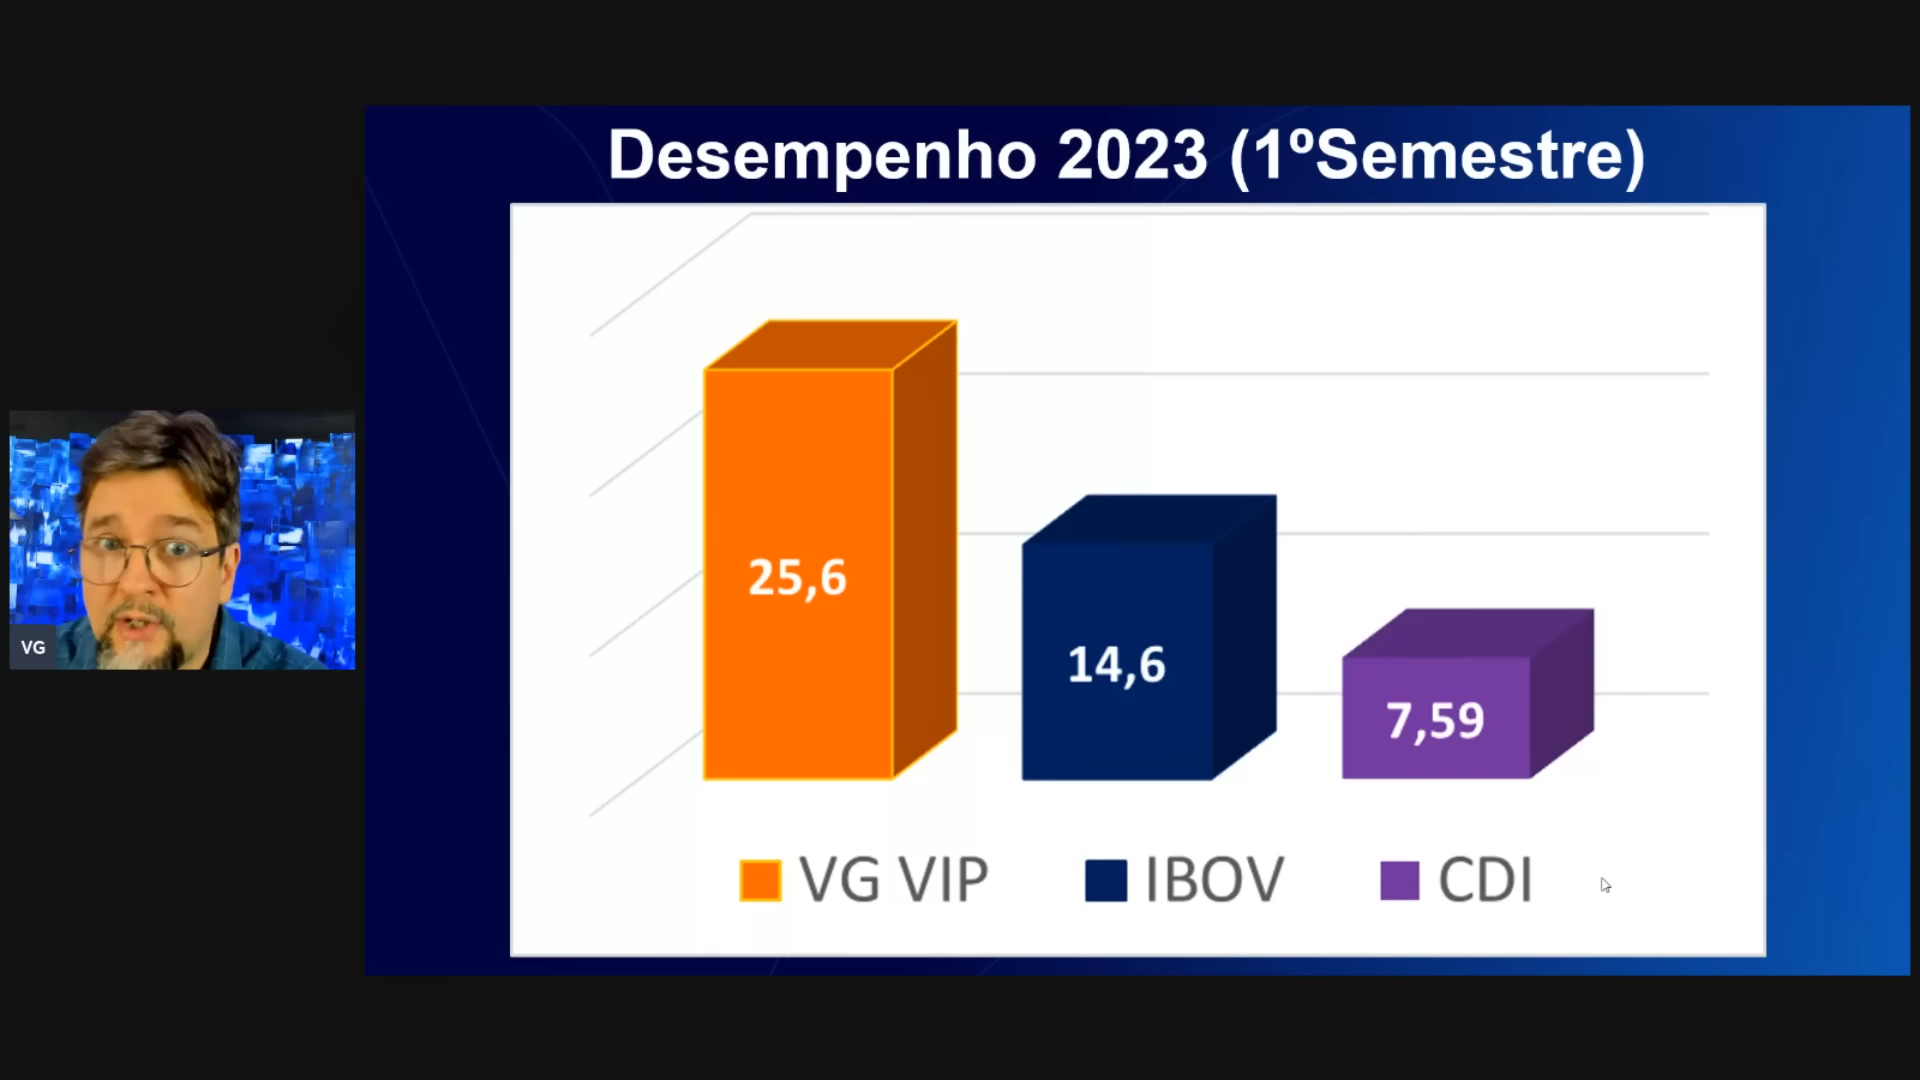 Desempenho 2023 (1ºSemestre)
25,6
14,6
7,59
VG VIP
IBOV
CDI
VG